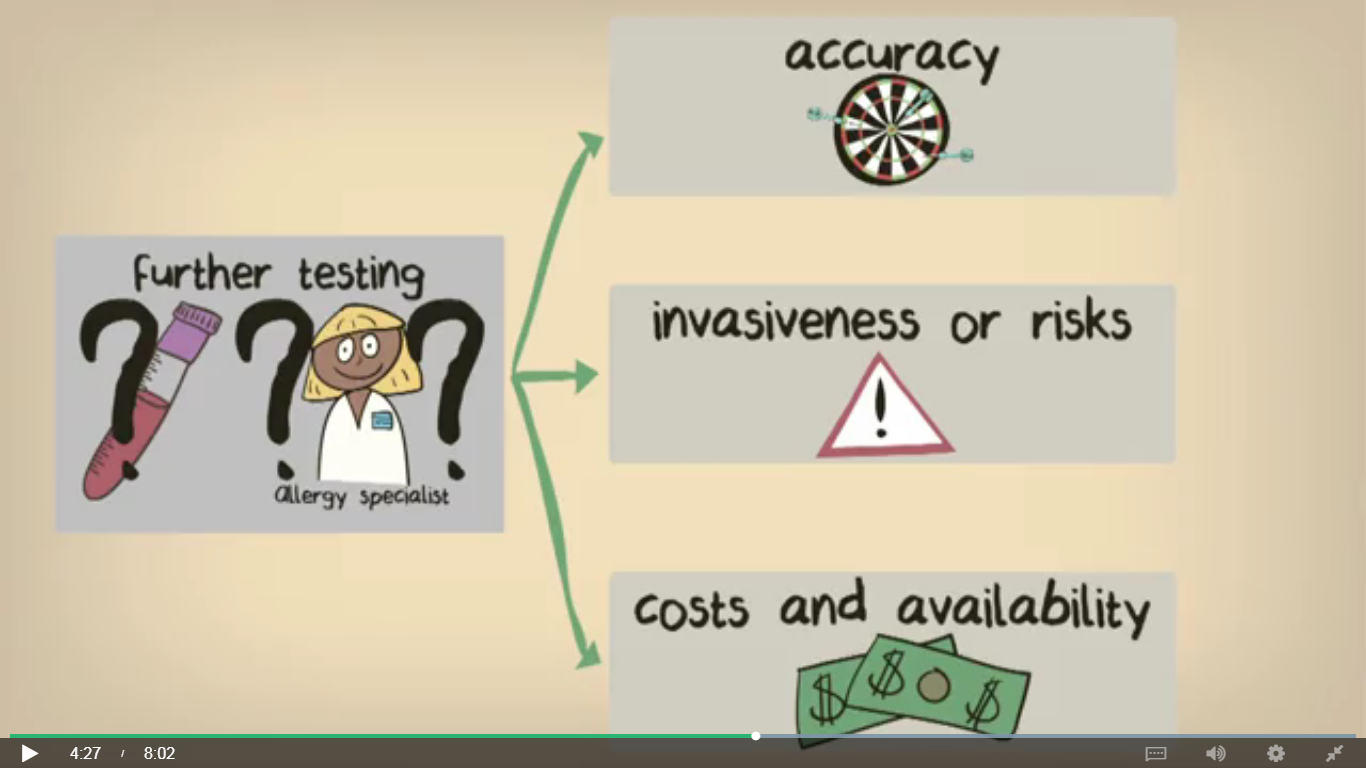 accuracy
further testing
? ? ?
allergy specialist
invasiveness or risks
!
costs and availability
$ $ $
4:27 / 8:02